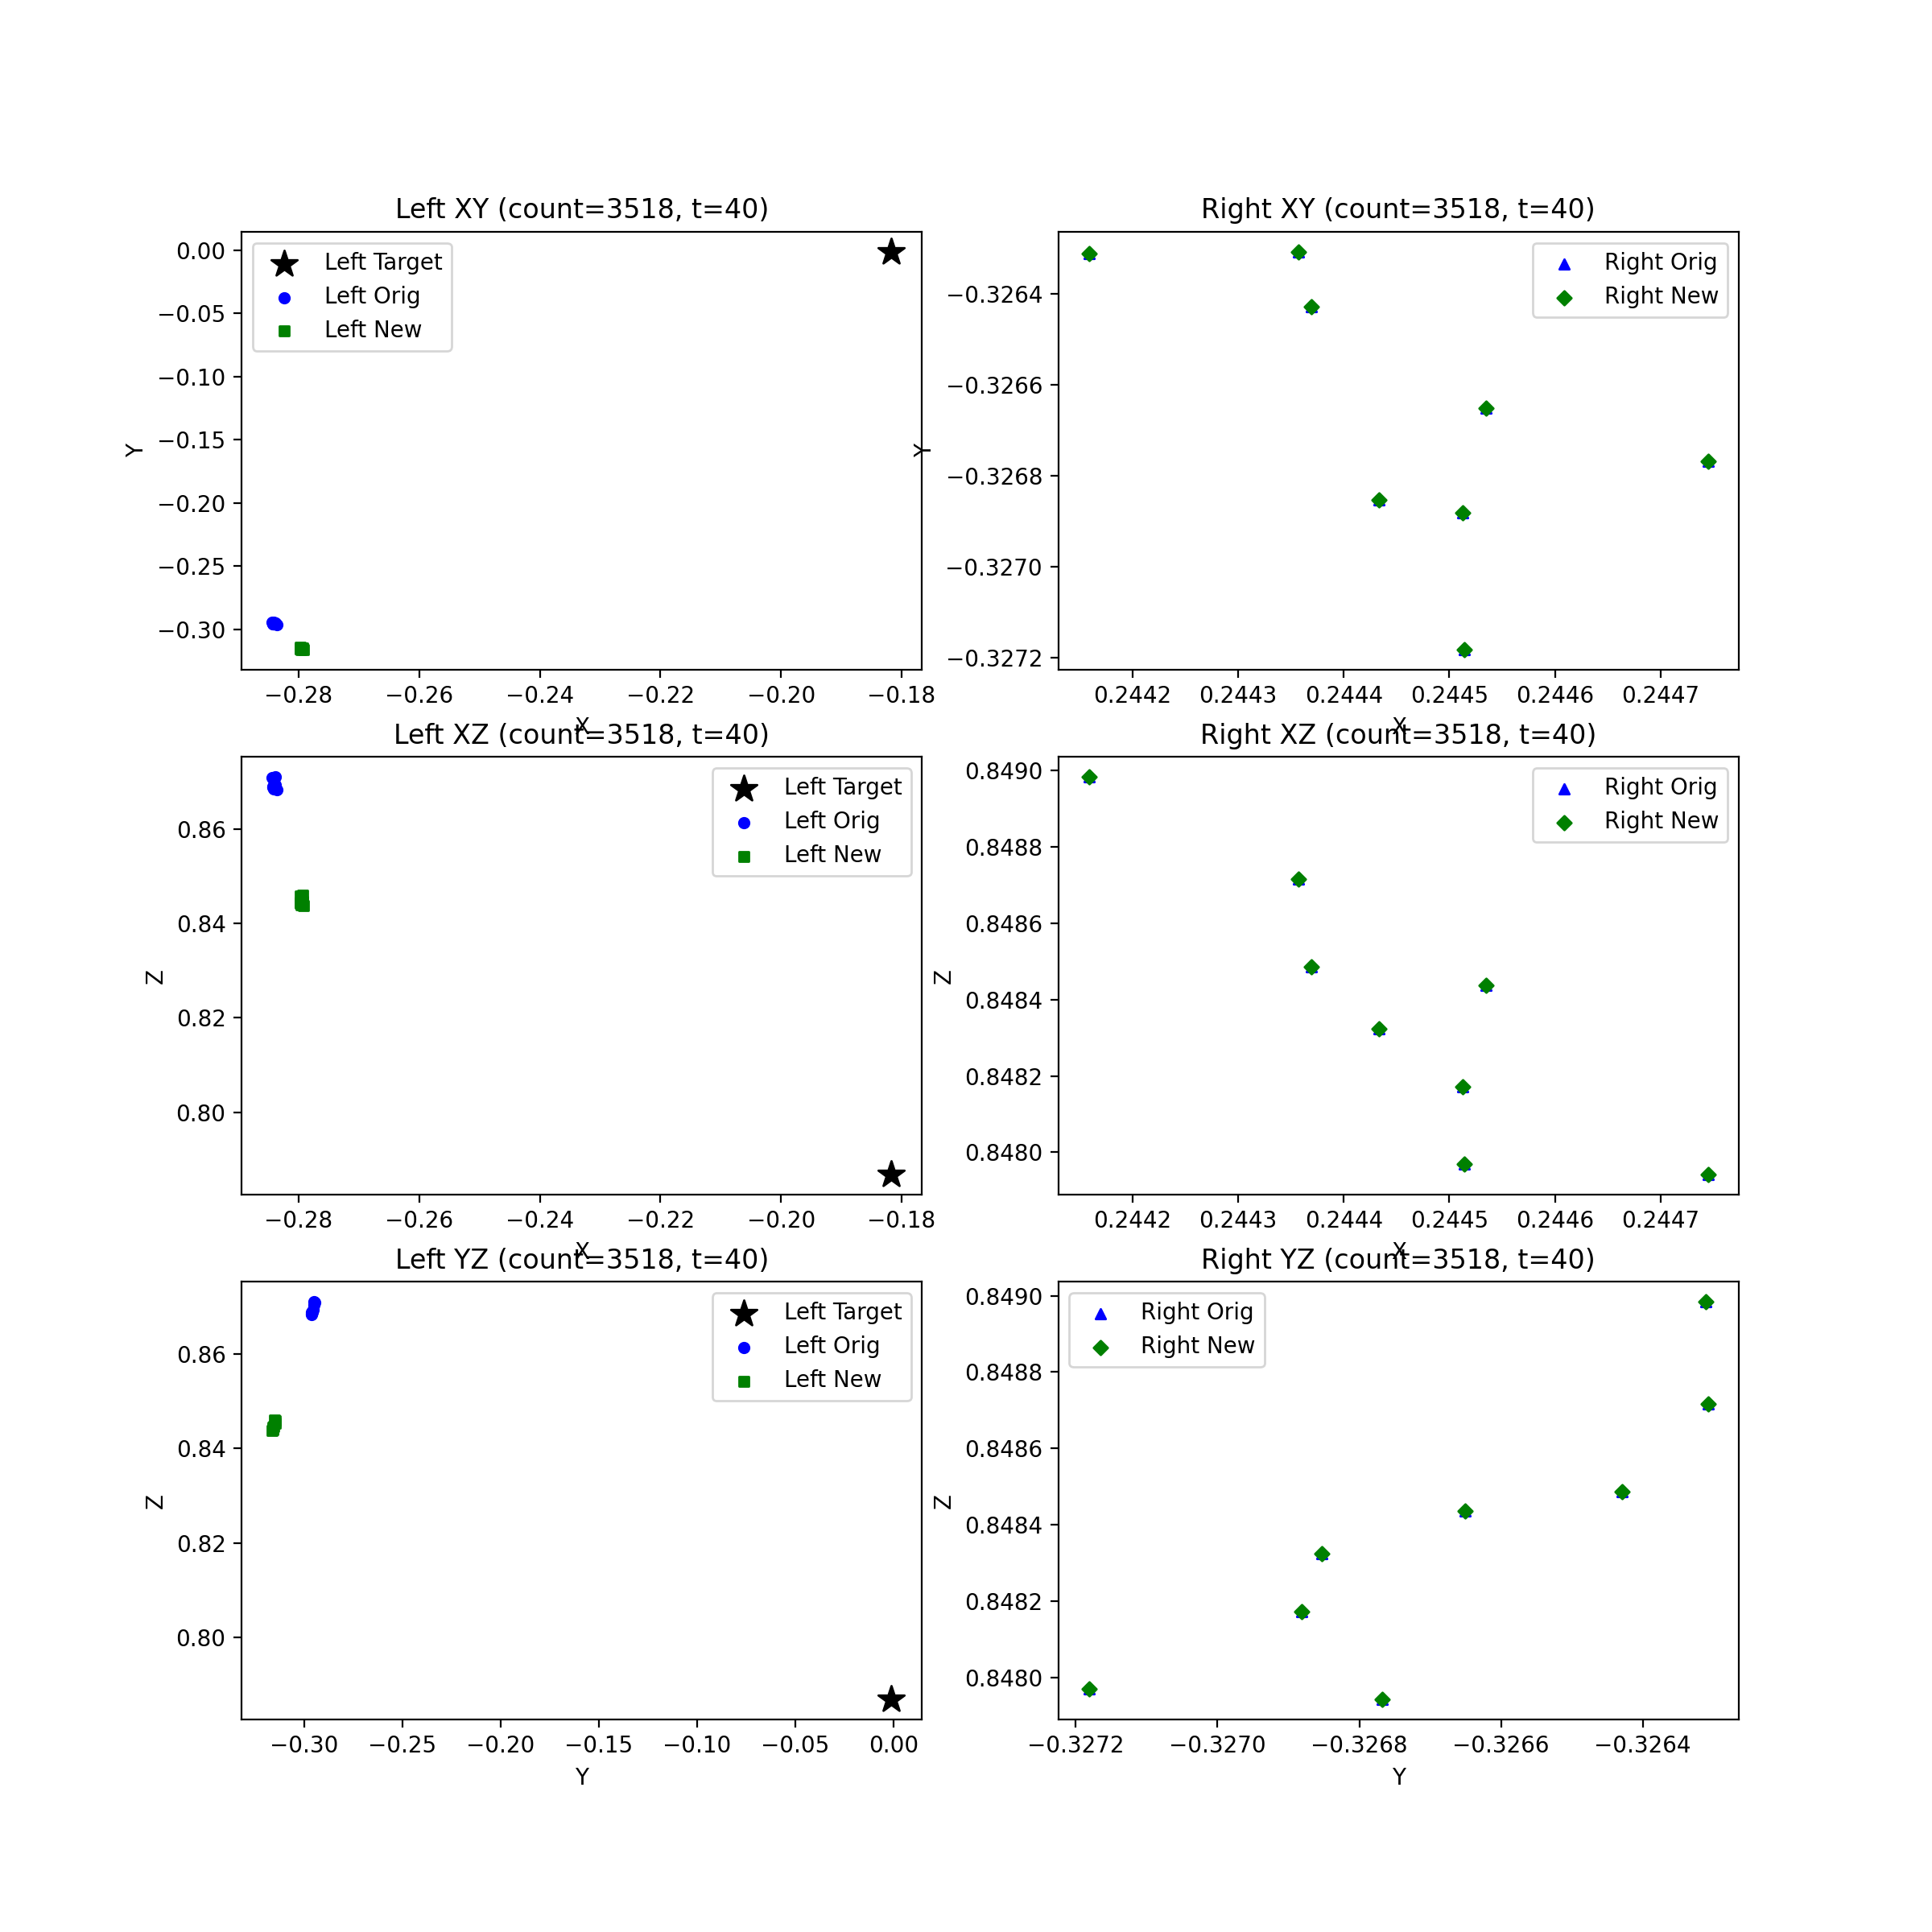 Left XY (count=3518, t=40)
Right XY (count=3518, t=40)
Left Target
Left Orig
Left New
Right Orig
Right New
0.00
−0.05
−0.10
−0.15
−0.20
−0.25
−0.30
Y
−0.28
−0.26
−0.24
−0.22
−0.20
−0.18
X
−0.3264
−0.3266
−0.3268
−0.3270
−0.3272
Y
0.2442
0.2443
0.2444
0.2445
0.2446
0.2447
X
Left XZ (count=3518, t=40)
Right XZ (count=3518, t=40)
Left Target
Left Orig
Left New
Right Orig
Right New
0.86
0.84
0.82
0.80
Z
−0.28
−0.26
−0.24
−0.22
−0.20
−0.18
X
0.8490
0.8488
0.8486
0.8484
0.8482
0.8480
Z
0.2442
0.2443
0.2444
0.2445
0.2446
0.2447
X
Left YZ (count=3518, t=40)
Right YZ (count=3518, t=40)
Left Target
Left Orig
Left New
Right Orig
Right New
0.86
0.84
0.82
0.80
Z
−0.30
−0.25
−0.20
−0.15
−0.10
−0.05
0.00
Y
0.8490
0.8488
0.8486
0.8484
0.8482
0.8480
Z
−0.3272
−0.3270
−0.3268
−0.3266
−0.3264
Y